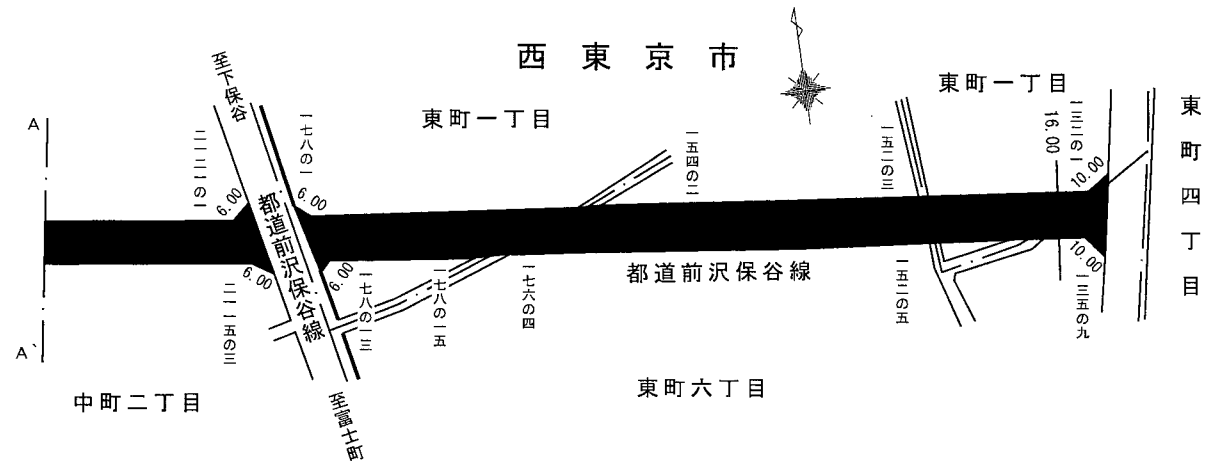 西東京市
東町一丁目
東町一丁目
東町四丁目
至下保谷
A
二一二一の一
一七八の一
6.00
6.00
都道前沢保谷線
一五四の二
一五二の三
16.00
一三二の一
10.00
6.00
二一一五の三
6.00
一七八の一三
一七八の一五
一七六の四
都道前沢保谷線
一五二の五
10.00
一三五の九
A`
中町二丁目
至富士町
東町六丁目